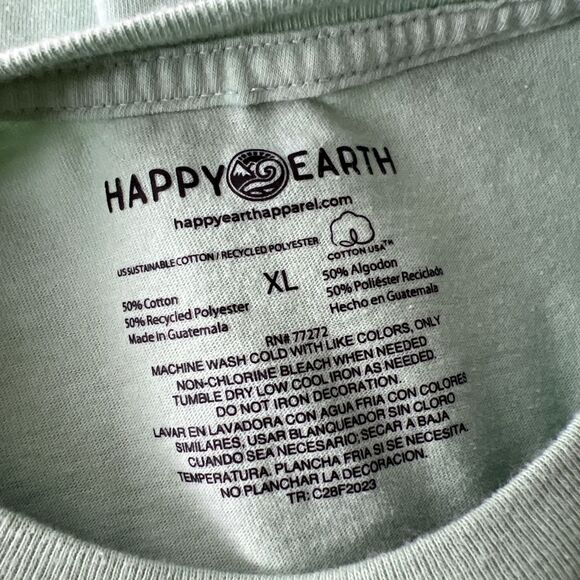 HAPPY EARTH
happyearthapparel.com
US SUSTAINABLE COTTON / RECYCLED POLYESTER
COTTON USA™
XL
50% Cotton
50% Recycled Polyester
Made in Guatemala
50% Algodon
50% Poliéster Reciclado
Hecho en Guatemala
RN# 77272
MACHINE WASH COLD WITH LIKE COLORS, ONLY
NON-CHLORINE BLEACH WHEN NEEDED
TUMBLE DRY LOW COOL IRON AS NEEDED.
DO NOT IRON DECORATION.
LAVAR EN LAVADORA CON AGUA FRIA CON COLORES
SIMILARES, USAR BLANQUEADOR SIN CLORO
CUANDO SEA NECESARIO; SECAR A BAJA
TEMPERATURA, PLANCHA FRIA SI SE NECESITA.
NO PLANCHAR LA DECORACION.
TR: C28F2023